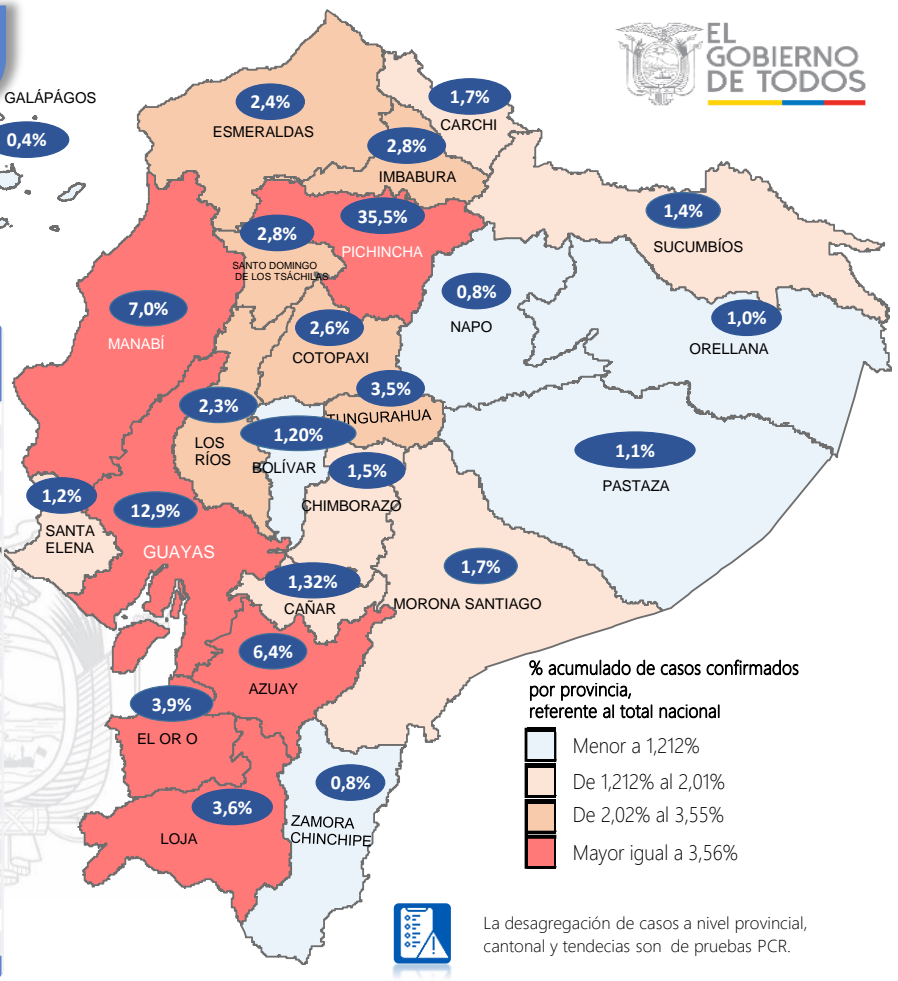 EL
GOBIERNO
DE TODOS
GALÁPÁGOS
0,4%
2,4%
ESMERALDAS
1,7%
CARCHI
2,8%
IMBABURA
35,5%
PICHINCHA
1,4%
SUCUMBÍOS
2,8%
SANTO DOMINGO
DE LOS TSÁCHILAS
0,8%
NAPO
1,0%
ORELLANA
7,0%
MANABÍ
2,6%
COTOPAXI
3,5%
TUNGURAHUA
2,3%
LOS
RÍOS
1,20%
BOLÍVAR
1,1%
PASTAZA
1,5%
CHIMBORAZO
1,2%
SANTA
ELENA
12,9%
GUAYAS
1,32%
CAÑAR
1,7%
MORONA SANTIAGO
6,4%
AZUAY
3,9%
EL OR O
3,6%
LOJA
0,8%
ZAMORA
CHINCHIPE
% acumulado de casos confirmados
por provincia,
referente al total nacional
Menor a 1,212%
De 1,212% al 2,01%
De 2,02% al 3,55%
Mayor igual a 3,56%
La desagregación de casos a nivel provincial,
cantonal y tendecias son de pruebas PCR.